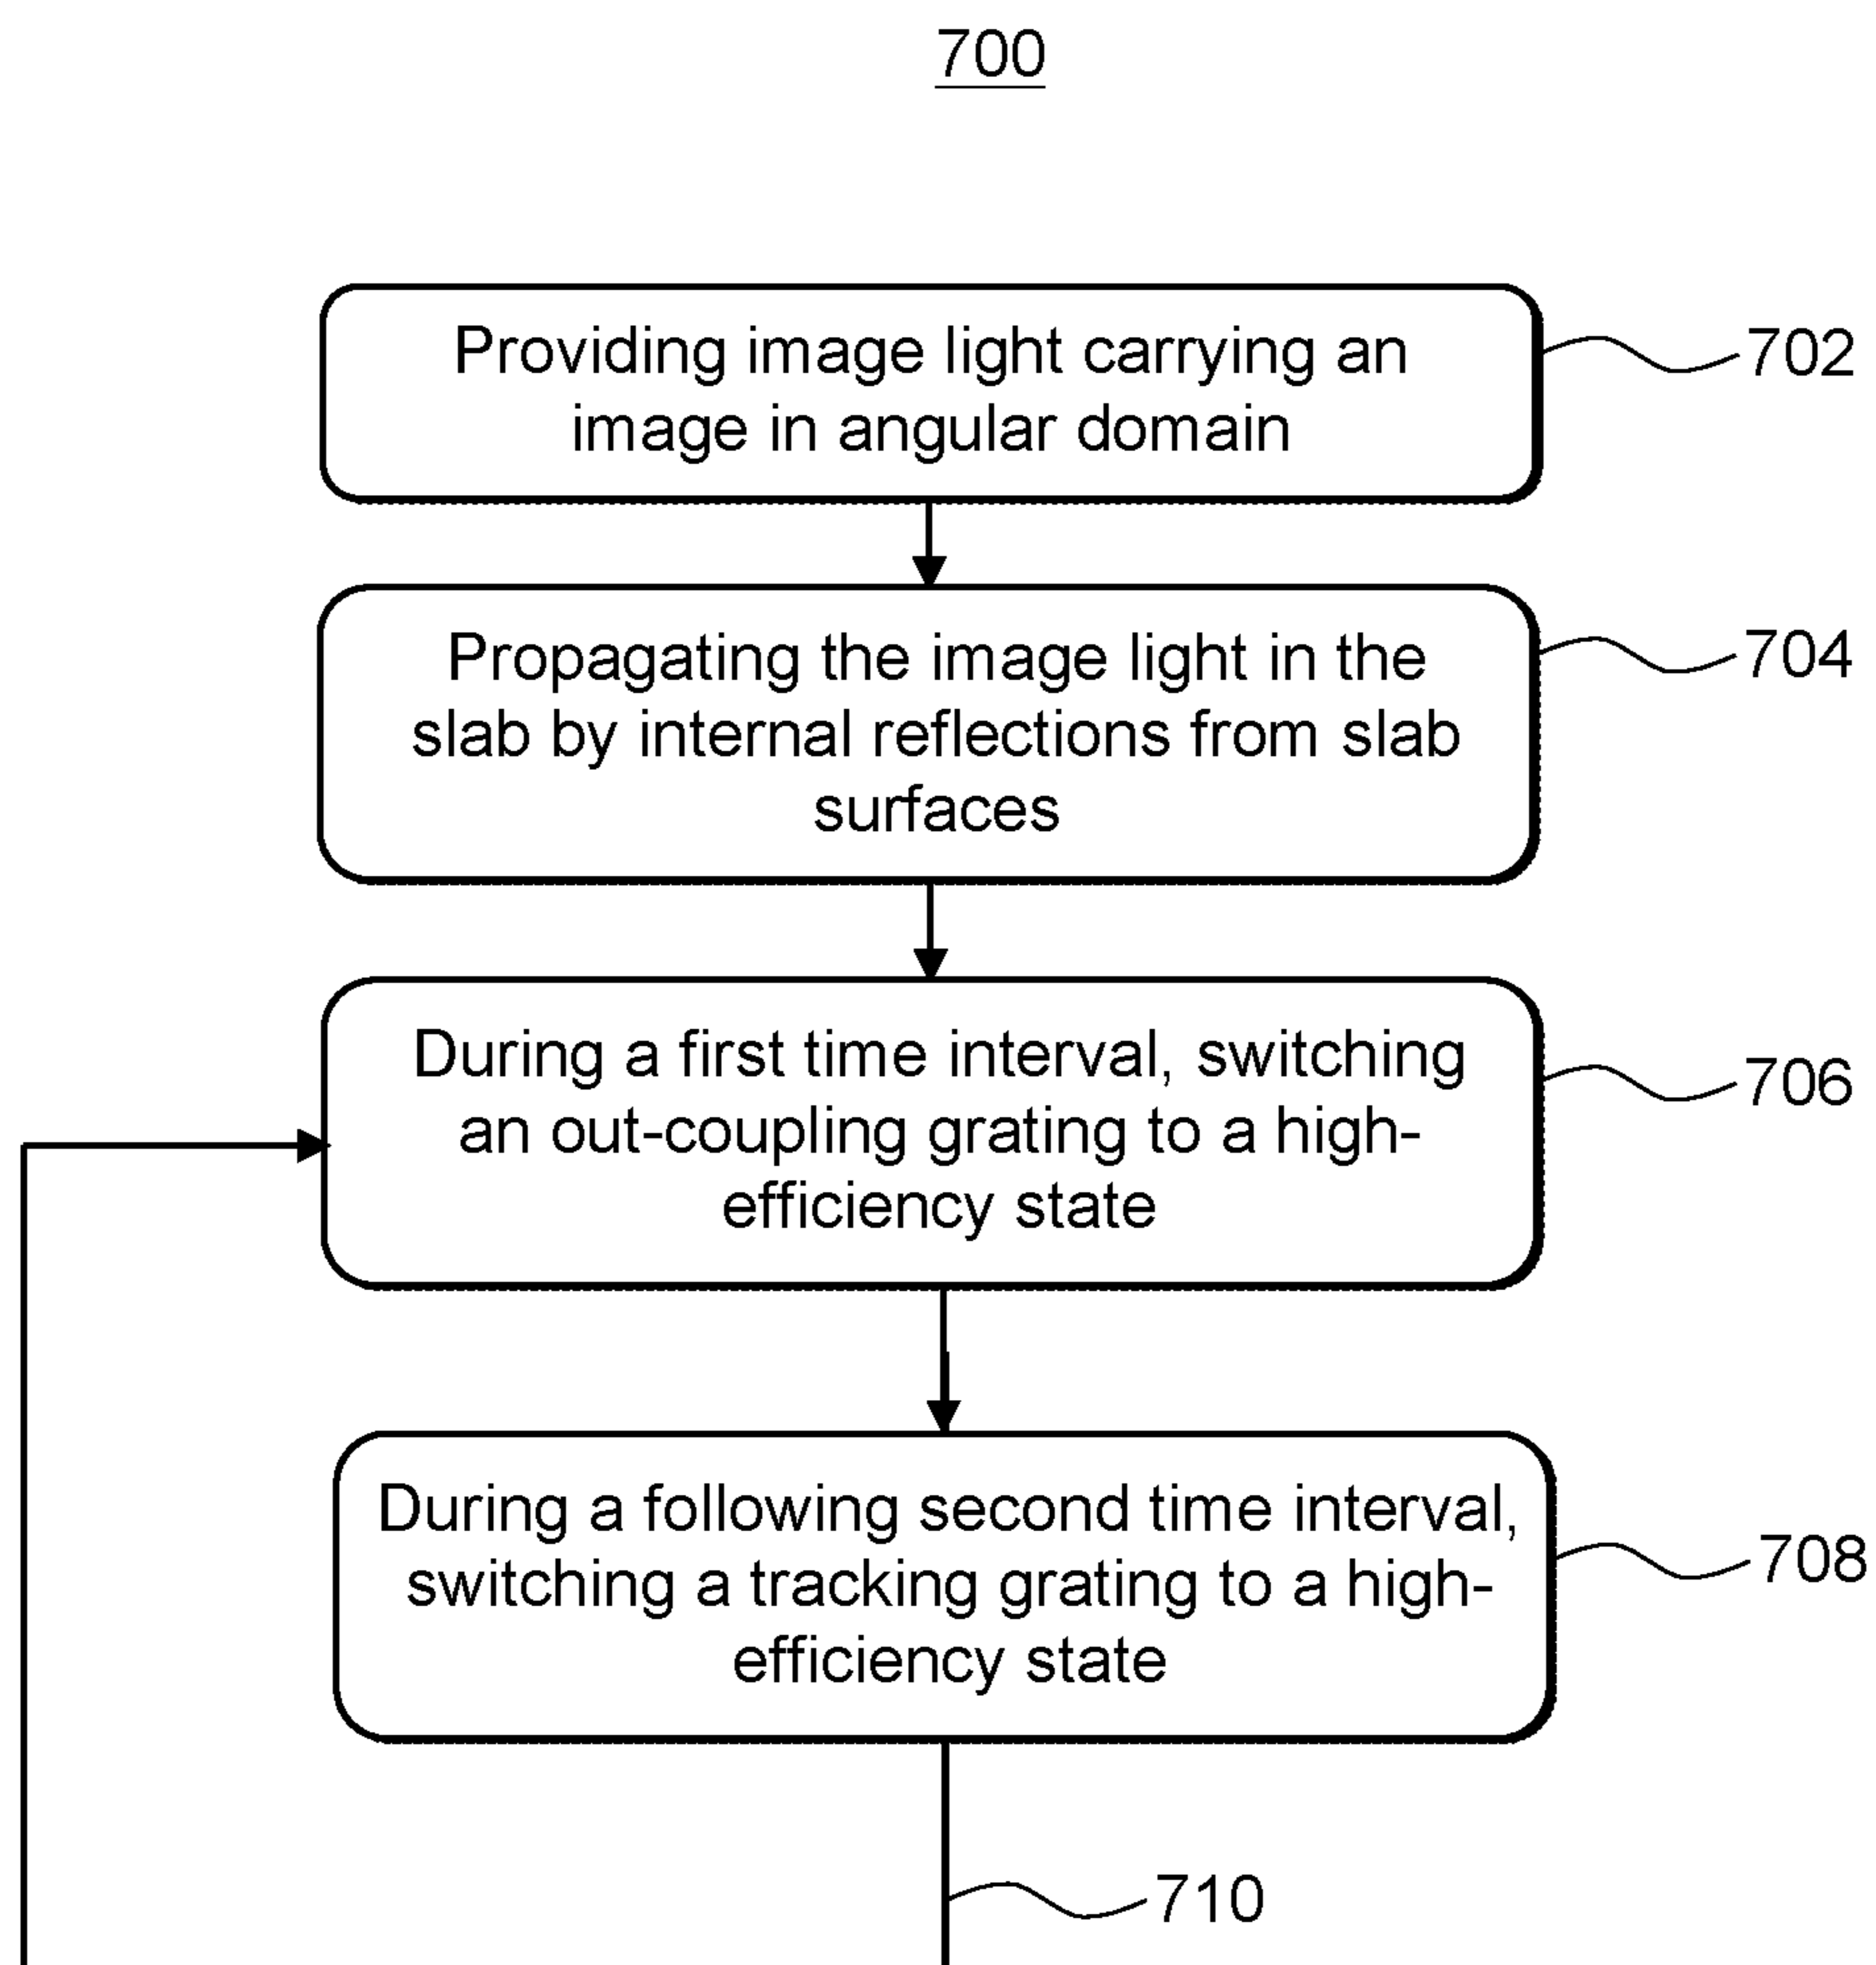 700
Providing image light carrying an
image in angular domain
702
Propagating the image light in the
slab by internal reflections from slab
surfaces
704
During a first time interval, switching
an out-coupling grating to a high-
efficiency state
706
During a following second time interval,
switching a tracking grating to a high-
efficiency state
708
710